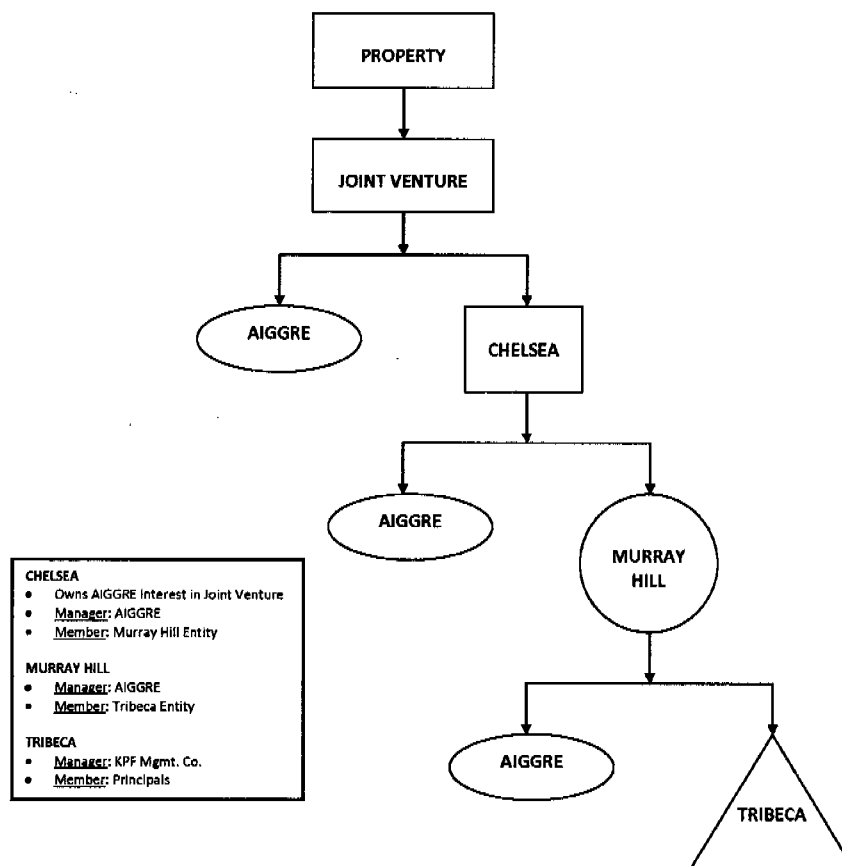 PROPERTY
JOINT VENTURE
AIGGRE
CHELSEA
AIGGRE
MURRAY
HILL
CHELSEA
• Owns AIGGRE Interest in Joint Venture
• Manager: AIGGRE
• Member: Murray Hill Entity
MURRAY HILL
• Manager: AIGGRE
• Member: Tribeca Entity
TRIBECA
• Manager: KPF Mgmt. Co.
• Member: Principals
AIGGRE
TRIBECA